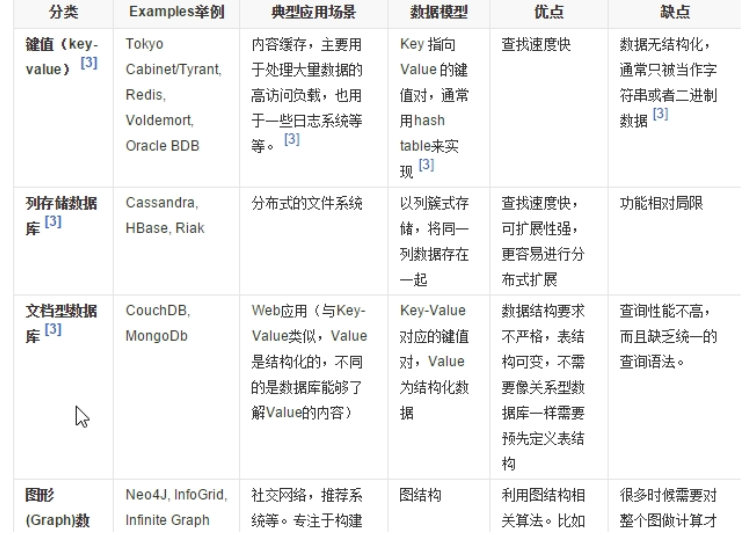 分类
Examples举例
典型应用场景
数据模型
优点
缺点
键值（key-
value）[3]
Tokyo
Cabinet/Tyrant,
Redis,
Voldemort,
Oracle BDB
内容缓存，主要用
于处理大量数据的
高访问负载，也用
于一些日志系统等
等。[3]
Key 指向
Value 的键
值对，通常
用hash
table来实
现 [3]
查找速度快
数据无结构化，
通常只被当作字
符串或者二进制
数据 [3]
列存储数据
库 [3]
Cassandra,
HBase, Riak
分布式的文件系统
以列簇式存
储，将同一
列数据存在
一起
查找速度快，
可扩展性强，
更容易进行分
布式扩展
功能相对局限
文档型数据
库 [3]
CouchDB,
MongoDb
Web应用（与Key-
Value类似，Value
是结构化的，不同
的是数据库能够了
解Value的内容）
Key-Value
对应的键值
对，Value
为结构化数
据
数据结构要求
不严格，表结
构可变，不需
要像关系型数
据库一样需要
预先定义表结
构
查询性能不高，
而且缺乏统一的
查询语法。
图形
(Graph)数
Neo4J, InfoGrid,
Infinite Graph
社交网络，推荐系
统等。专注于构建
图结构
利用图结构相
关算法。比如
很多时候需要对
整个图做计算才